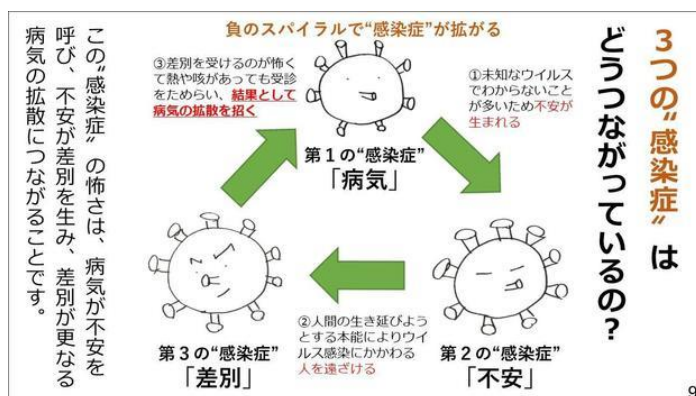 3つの“感染症”は
どうつながっているの?
負のスパイラルで“感染症”が拡がる
第1の“感染症”
「病気」
①未知なウイルス
でわからないこと
が多いため不安が
生まれる
第2の“感染症”
「不安」
②人間の生き延びよう
とする本能によりウイ
ルス感染にかかわる
人を遠ざける
第3の“感染症”
「差別」
③差別を受けるのが怖く
て熱や咳があっても受診
をためらい、結果として
病気の拡散を招く
この“感染症”の怖さは、病気が不安を
呼び、不安が差別を生み、差別が更なる
病気の拡散につながることです。
9